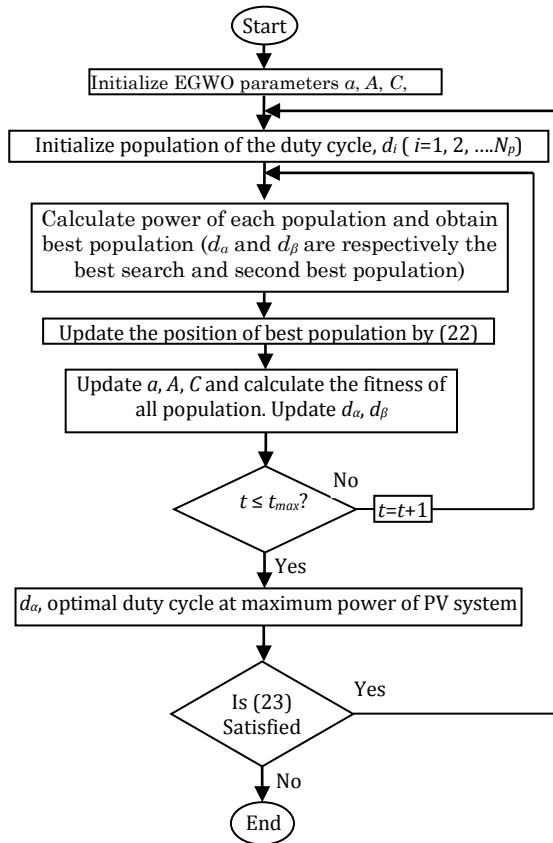 Start
Initialize EGWO parameters a, A, C,
Initialize population of the duty cycle, di ( i=1, 2, ....Np)
Calculate power of each population and obtain
best population (dα and dβ are respectively the
best search and second best population)
Update the position of best population by (22)
Update a, A, C and calculate the fitness of
all population. Update dα, dβ
t ≤ tmax?
No
t=t+1
Yes
dα, optimal duty cycle at maximum power of PV system
Is (23)
Satisfied
Yes
No
End